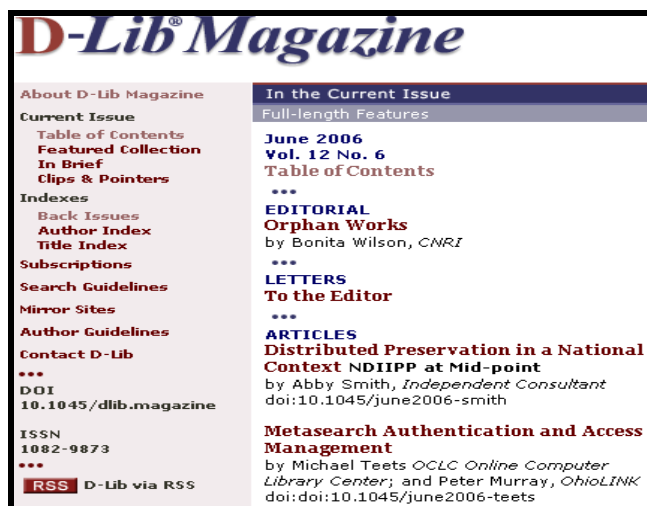 D-Lib® Magazine
About D-Lib Magazine
Current Issue
Table of Contents
Featured Collection
In Brief
Clips & Pointers
Indexes
Back Issues
Author Index
Title Index
Subscriptions
Search Guidelines
Mirror Sites
Author Guidelines
Contact D-Lib
•••
DOI
10.1045/dlib.magazine
ISSN
1082-9873
•••
RSS D-Lib via RSS
In the Current Issue
Full-length Features
June 2006
Vol. 12 No. 6
Table of Contents
•••
EDITORIAL
Orphan Works
by Bonita Wilson, CNRI
•••
LETTERS
To the Editor
•••
ARTICLES
Distributed Preservation in a National
Context NDIIPP at Mid-point
by Abby Smith, Independent Consultant
doi:10.1045/june2006-smith
Metasearch Authentication and Access
Management
by Michael Teets OCLC Online Computer
Library Center; and Peter Murray, OhioLINK
doi:doi:10.1045/june2006-teets